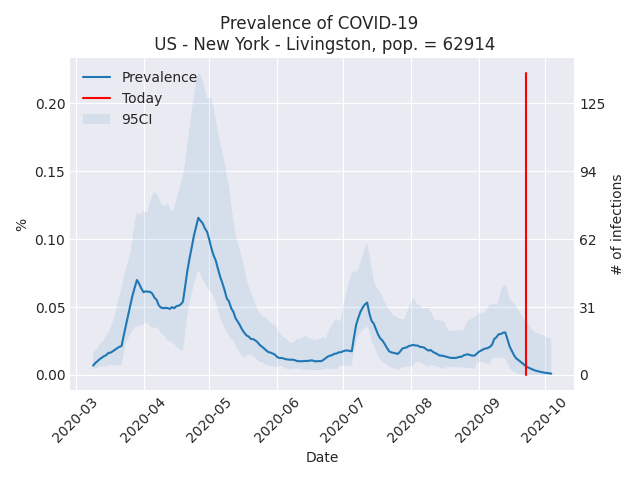 Prevalence of COVID-19
US - New York - Livingston, pop. = 62914
Prevalence
Today
95CI
%
0.20
0.15
0.10
0.05
0.00
125
94
62
31
0
# of infections
2020-03
2020-04
2020-05
2020-06
2020-07
2020-08
2020-09
2020-10
Date